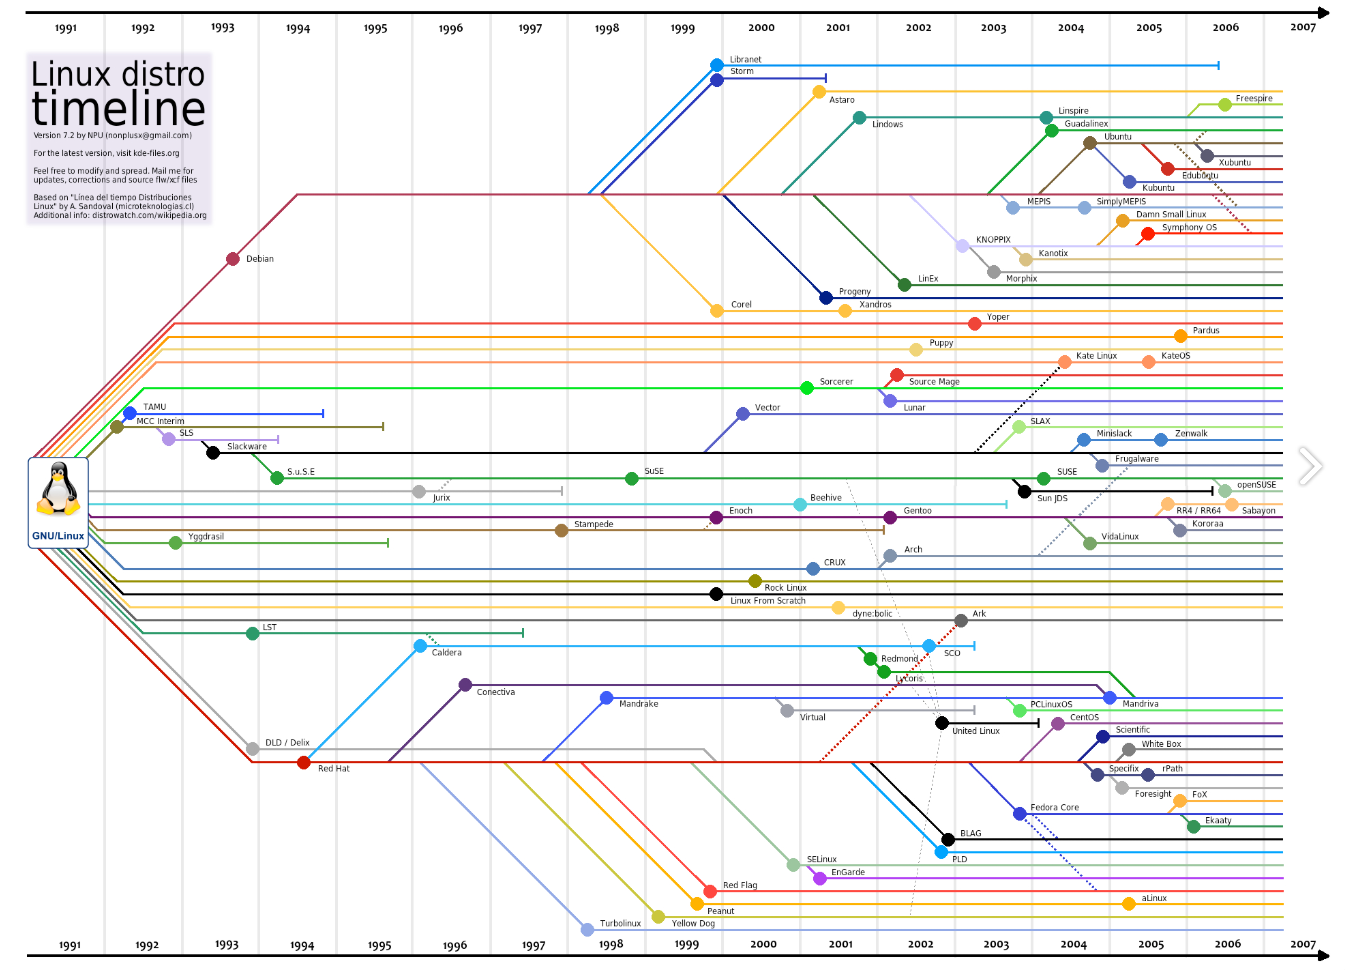 1991 1992 1993 1994 1995 1996 1997 1998 1999 2000 2001 2002 2003 2004 2005 2006 2007
Linux distro
timeline
Version 7.2 by NPU (nonplusx@gmail.com)
For the latest version, visit kde-files.org
Feel free to modify and spread. Mail me for
updates, corrections and source flw/xcf files
Based on "Linea del tiempo Distribuciones
Linux" by A. Sandoval (microteknologias.cl)
Additional info: distrowatch.com/wikipedia.org
Libranet
Storm
Astaro
Freespire
Linspire
Lindows
Guadalinex
Ubuntu
Xubuntu
Edubuntu
Kubuntu
MEPIS
SimplyMEPIS
Damn Small Linux
Symphony OS
KNOPPIX
Kanotix
Debian
Morphix
LinEx
Progeny
Corel
Xandros
Yoper
Pardus
Puppy
Kate Linux
KateOS
Sorcerer
Source Mage
Lunar
TAMU
Vector
MCC Interim
SLAX
SLS
Minislack
Zenwalk
Slackware
Frugalware
S.u.S.E
SuSE
SUSE
openSUSE
Jurix
Sun JDS
Beehive
RR4 / RR64
Sabayon
Enoch
Gentoo
Stampede
Kororaa
Yggdrasil
VidaLinux
GNU/Linux
Arch
CRUX
Rock Linux
Linux From Scratch
dyne:bolic
Ark
LST
Caldera
SCO
Redmond
Lycoris
Conectiva
Mandrake
Mandriva
Virtual
PCLinuxOS
CentOS
United Linux
Scientific
DLD / Delix
White Box
Red Hat
Specifix
rPath
Foresight
FoX
Fedora Core
Ekaaty
BLAG
PLD
SELinux
EnGarde
Red Flag
Peanut
aLinux
Yellow Dog
Turbolinux
1991 1992 1993 1994 1995 1996 1997 1998 1999 2000 2001 2002 2003 2004 2005 2006 2007